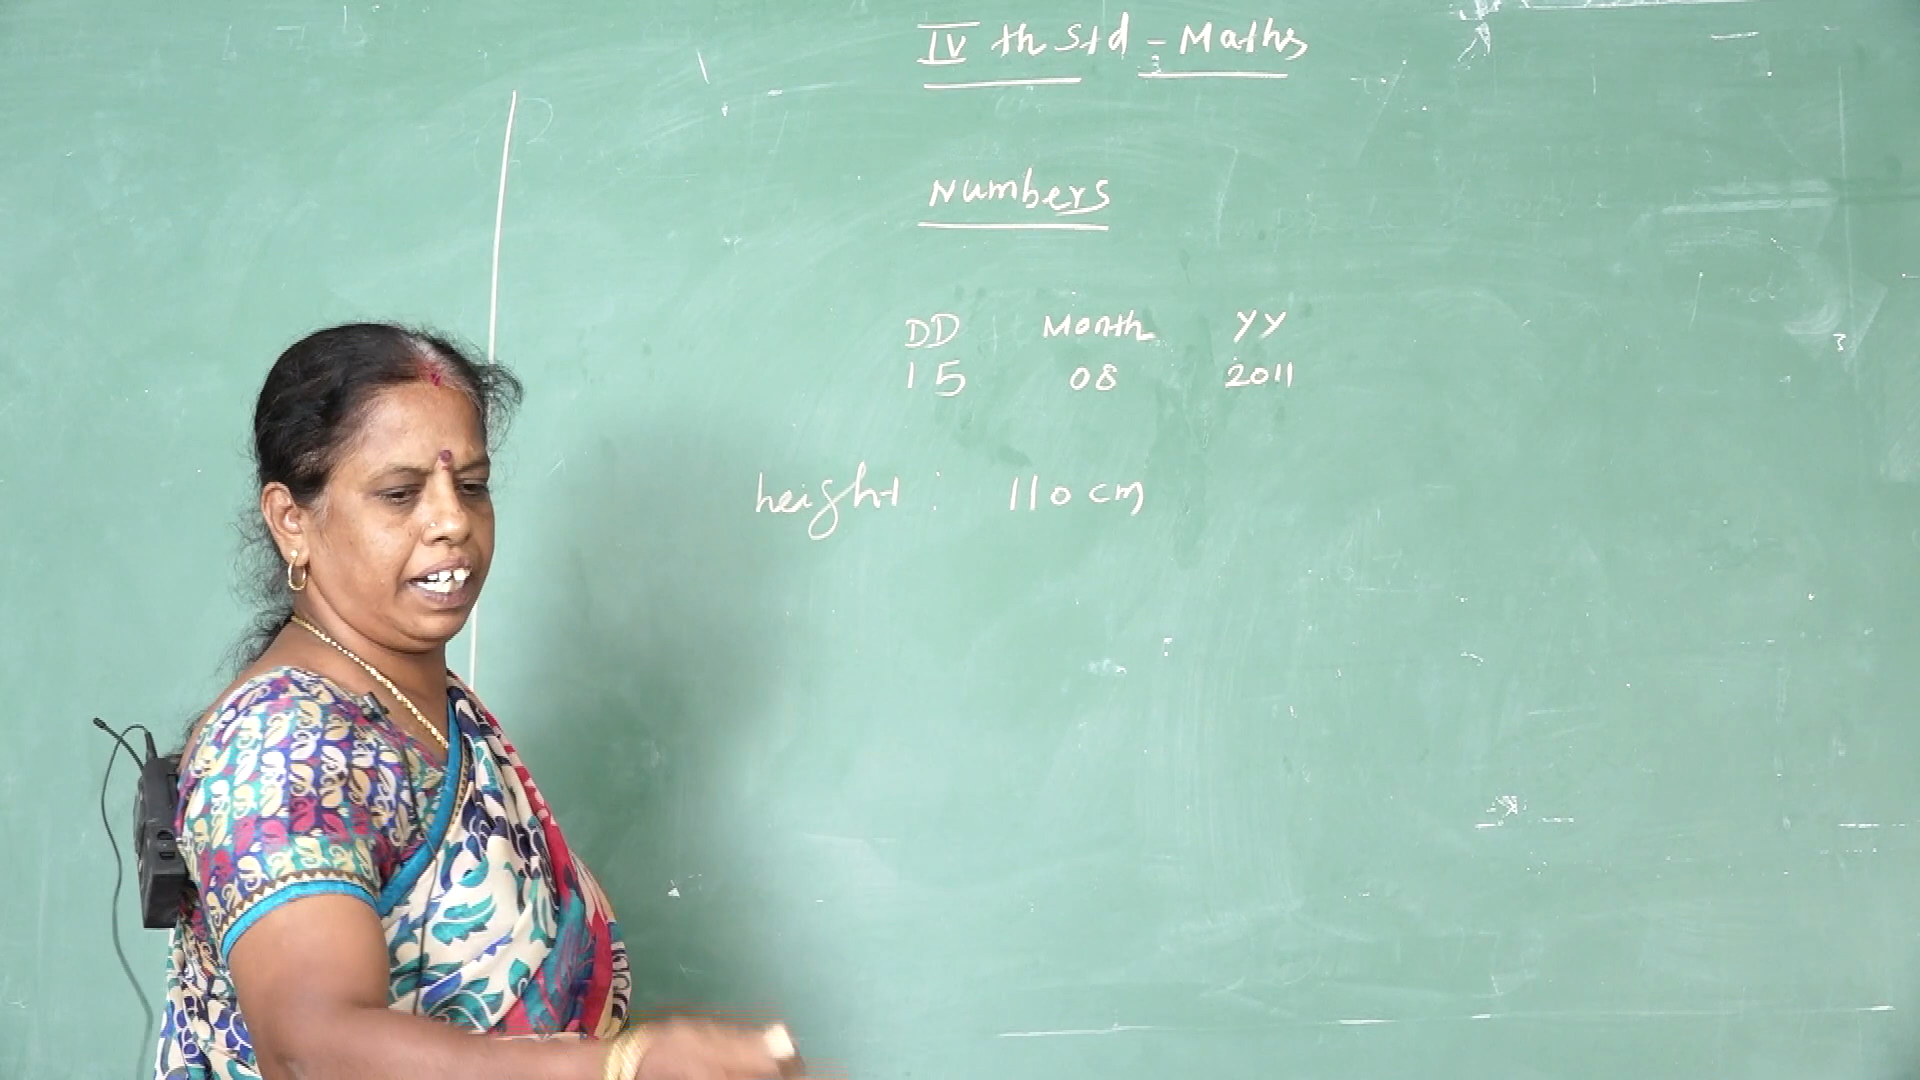 IV th Std - Maths
Numbers
DD Month YY
15 08 2011
height : 110 cm